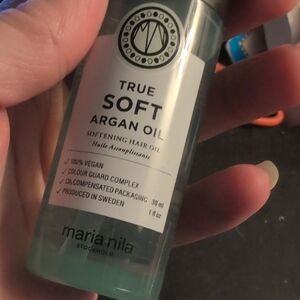 TRUE
SOFT
ARGAN OIL
SOFTENING HAIR OIL
Huile Assouplissante
✓ 100% VEGAN
✓ COLOUR GUARD COMPLEX
✓ CO₂ COMPENSATED PACKAGING
✓ PRODUCED IN SWEDEN
30 ml
1 fl oz
maria nila
STOCKHOLM